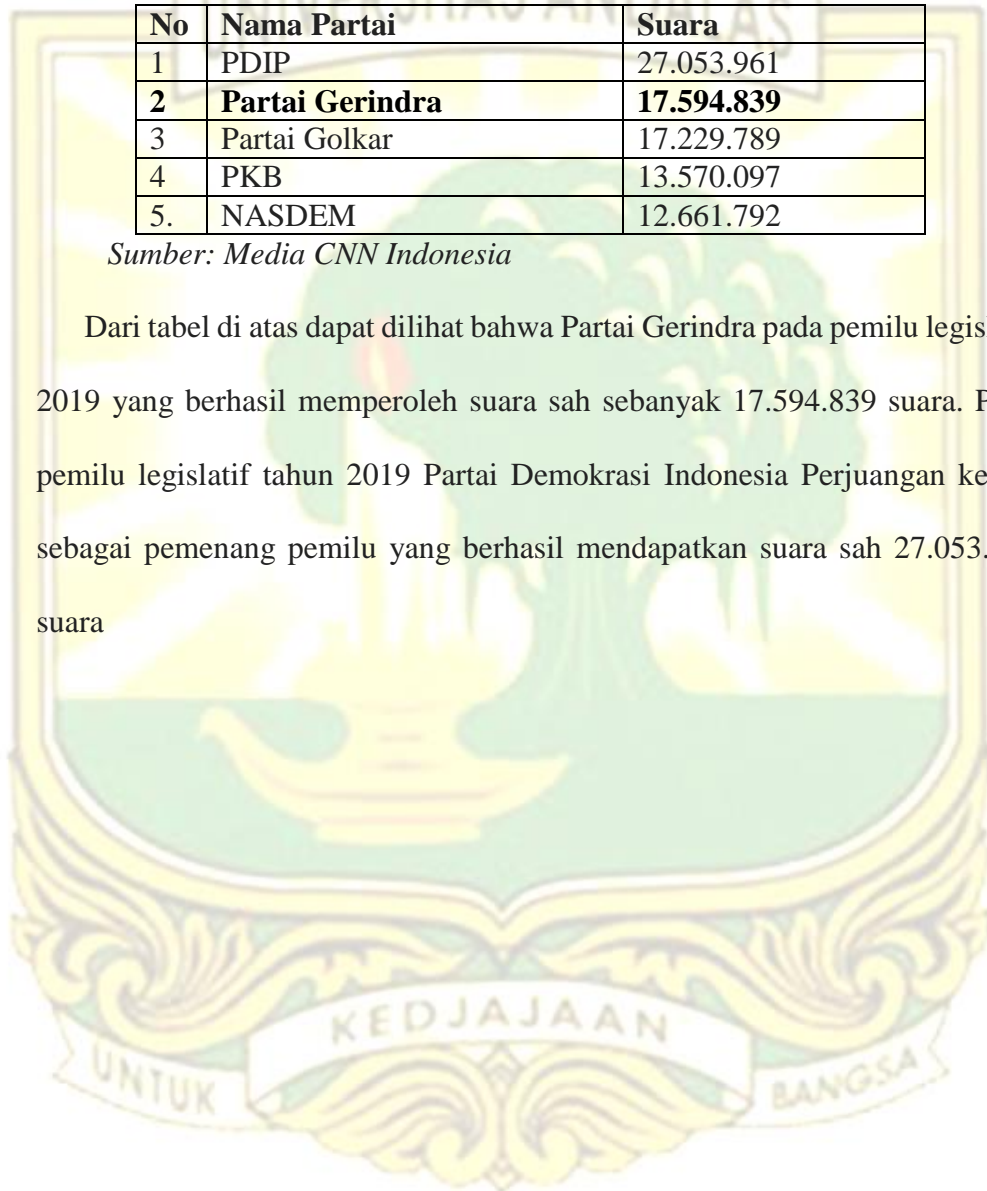 UNIVERSITAS ANDALAS
No Nama Partai Suara
1 PDIP 27.053.961
2 Partai Gerindra 17.594.839
3 Partai Golkar 17.229.789
4 PKB 13.570.097
5. NASDEM 12.661.792
Sumber: Media CNN Indonesia
Dari tabel di atas dapat dilihat bahwa Partai Gerindra pada pemilu
2019 yang berhasil memperoleh suara sah sebanyak 17.594.839 suara.
pemilu legislatif tahun 2019 Partai Demokrasi Indonesia Perjuangan
sebagai pemenang pemilu yang berhasil mendapatkan suara sah 27.053.
suara
KEDJAJAAN
UNTUK BANGSA